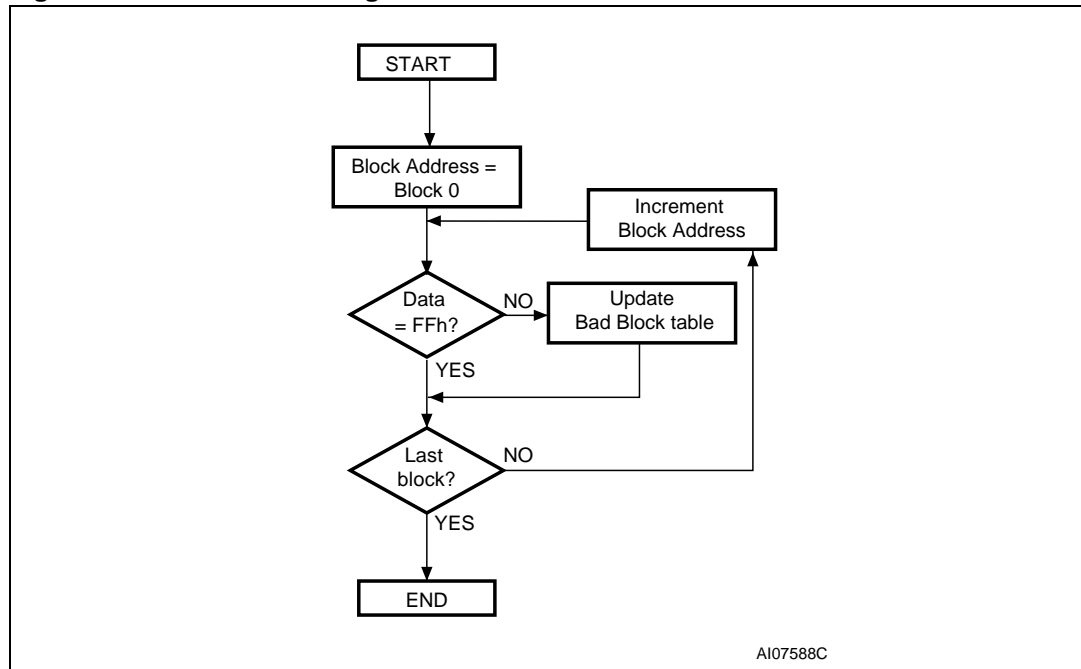 START
Block Address =
Block 0
Increment
Block Address
Data
= FFh?
NO
Update
Bad Block table
YES
Last
block?
NO
YES
END
AI07588C